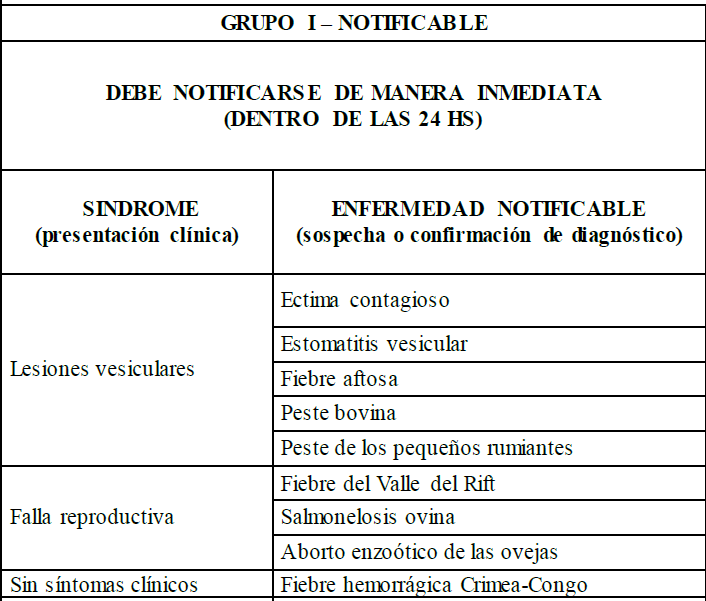 GRUPO I – NOTIFICABLE
DEBE NOTIFICARSE DE MANERA INMEDIATA
(DENTRO DE LAS 24 HS)
SINDROME
(presentación clínica)
ENFERMEDAD NOTIFICABLE
(sospecha o confirmación de diagnóstico)
Lesiones vesiculares
Ectima contagioso
Estomatitis vesicular
Fiebre aftosa
Peste bovina
Peste de los pequeños rumiantes
Falla reproductiva
Fiebre del Valle del Rift
Salmonelosis ovina
Aborto enzoótico de las ovejas
Sin síntomas clínicos
Fiebre hemorrágica Crimea-Congo